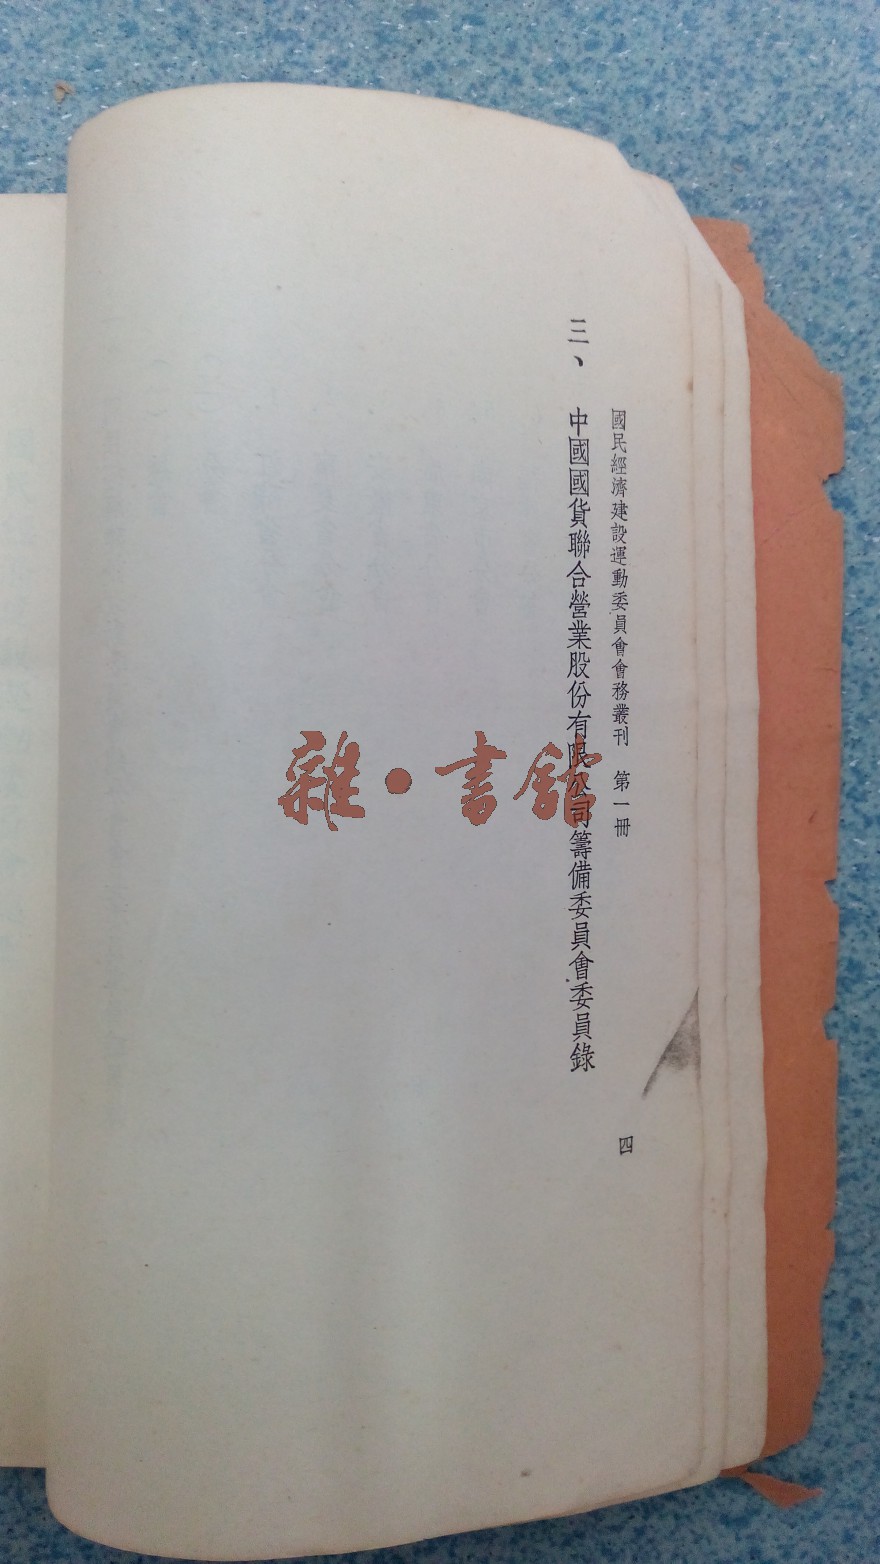 國民經濟建設運動委員會會務叢刊　第一冊
四
三、中國國貨聯合營業股份有限公司籌備委員會委員錄
雜·書館